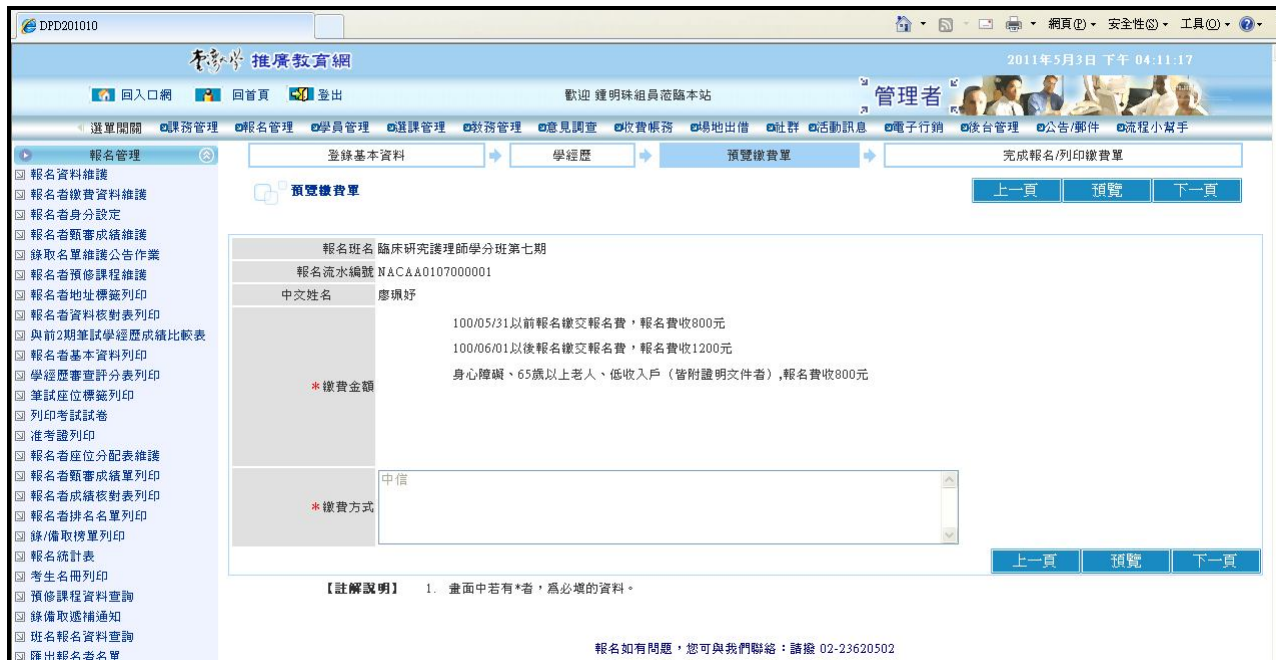 DPD201010
網頁(P)
安全性(S)
工具(O)
推廣教育網
2011年5月3日 下午 04:11:17
回入口網
回首頁
登出
歡迎 鍾明珠組員蒞臨本站
管理者
選單開關
課務管理
報名管理
學員管理
選課管理
教務管理
意見調查
收費帳務
場地出借
社群
活動訊息
電子行銷
後台管理
公告/郵件
流程小幫手
報名管理
報名資料維護
報名者繳費資料維護
報名者身分設定
報名者甄審成績維護
錄取名單維護公告作業
報名者預修課程維護
報名者地址標籤列印
報名者資料核對表列印
與前2期筆試學經歷成績比較表
報名者基本資料列印
學經歷審查評分表列印
筆試座位標籤列印
列印考試試卷
准考證列印
報名者座位分配表維護
報名者甄審成績單列印
報名者成績核對表列印
報名者排名名單列印
錄/備取榜單列印
報名統計表
考生名冊列印
預修課程資料查詢
錄備取遞補通知
班名報名資料查詢
匯出報名者名單
登錄基本資料
學經歷
預覽繳費單
完成報名/列印繳費單
預覽繳費單
上一頁
預覽
下一頁
報名班名 臨床研究護理師學分班第七期
報名流水編號 NACAA0107000001
中文姓名 廖珮妤
*繳費金額
100/05/31以前報名繳交報名費,報名費收800元
100/06/01以後報名繳交報名費,報名費收1200元
身心障礙、65歲以上老人、低收入戶(皆附證明文件者),報名費收800元
*繳費方式
中信
上一頁
預覽
下一頁
【註解說明】 1. 畫面中若有*者,為必填的資料。
報名如有問題,您可與我們聯絡:請撥 02-23620502